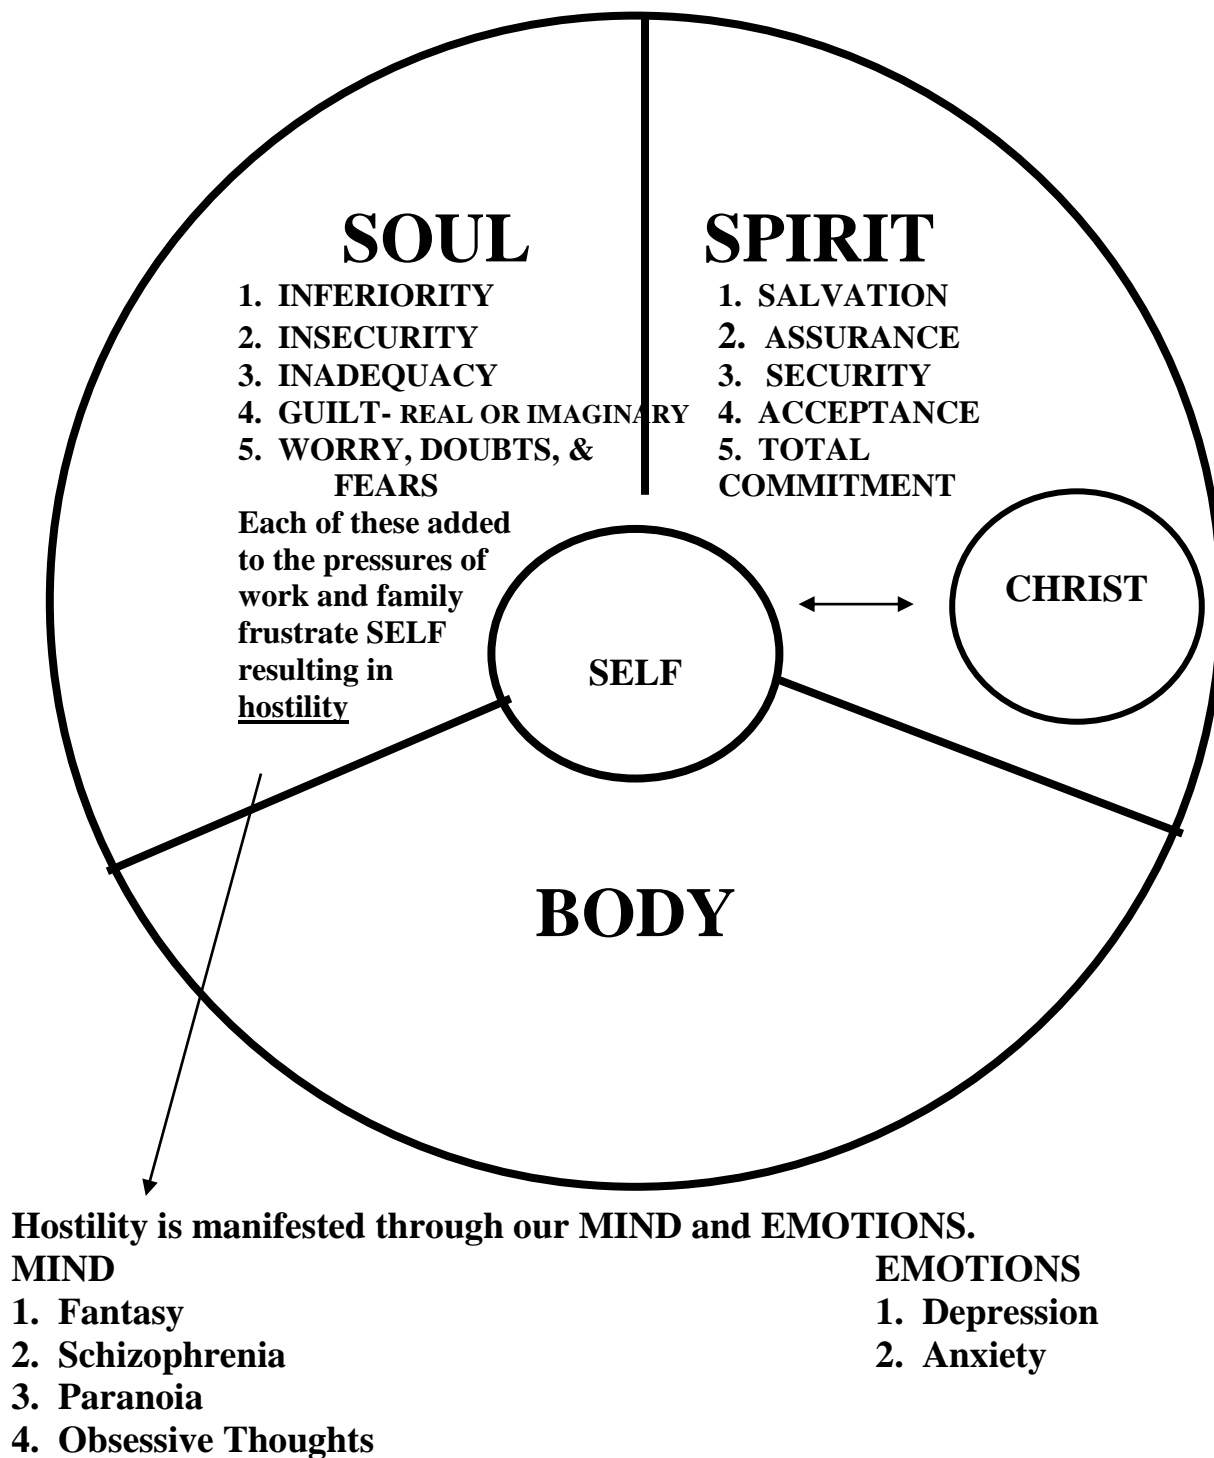 SOUL
1. INFERIORITY
2. INSECURITY
3. INADEQUACY
4. GUILT- REAL OR IMAGINARY
5. WORRY, DOUBTS, &
FEARS
Each of these added
to the pressures of
work and family
frustrate SELF
resulting in
hostility
SPIRIT
1. SALVATION
2. ASSURANCE
3. SECURITY
4. ACCEPTANCE
5. TOTAL
COMMITMENT
CHRIST
SELF
BODY
Hostility is manifested through our MIND and EMOTIONS.
MIND
1. Fantasy
2. Schizophrenia
3. Paranoia
4. Obsessive Thoughts
EMOTIONS
1. Depression
2. Anxiety